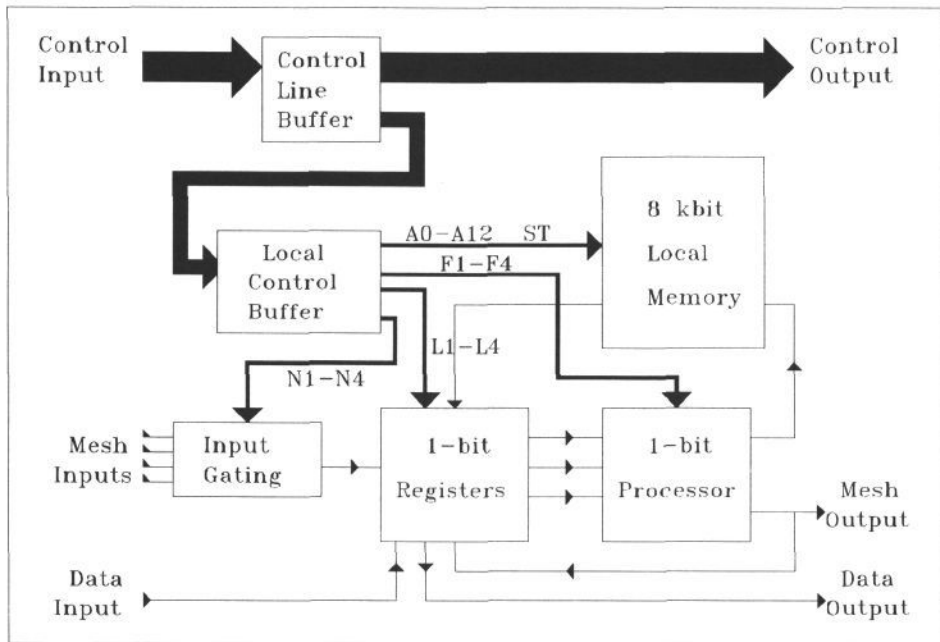 Control
Input
Control
Line
Buffer
Control
Output
8 kbit
Local
Memory
Local
Control
Buffer
A0-A12 ST
F1-F4
L1-L4
N1-N4
Mesh
Inputs
Input
Gating
1-bit
Registers
1-bit
Processor
Mesh
Output
Data
Input
Data
Output